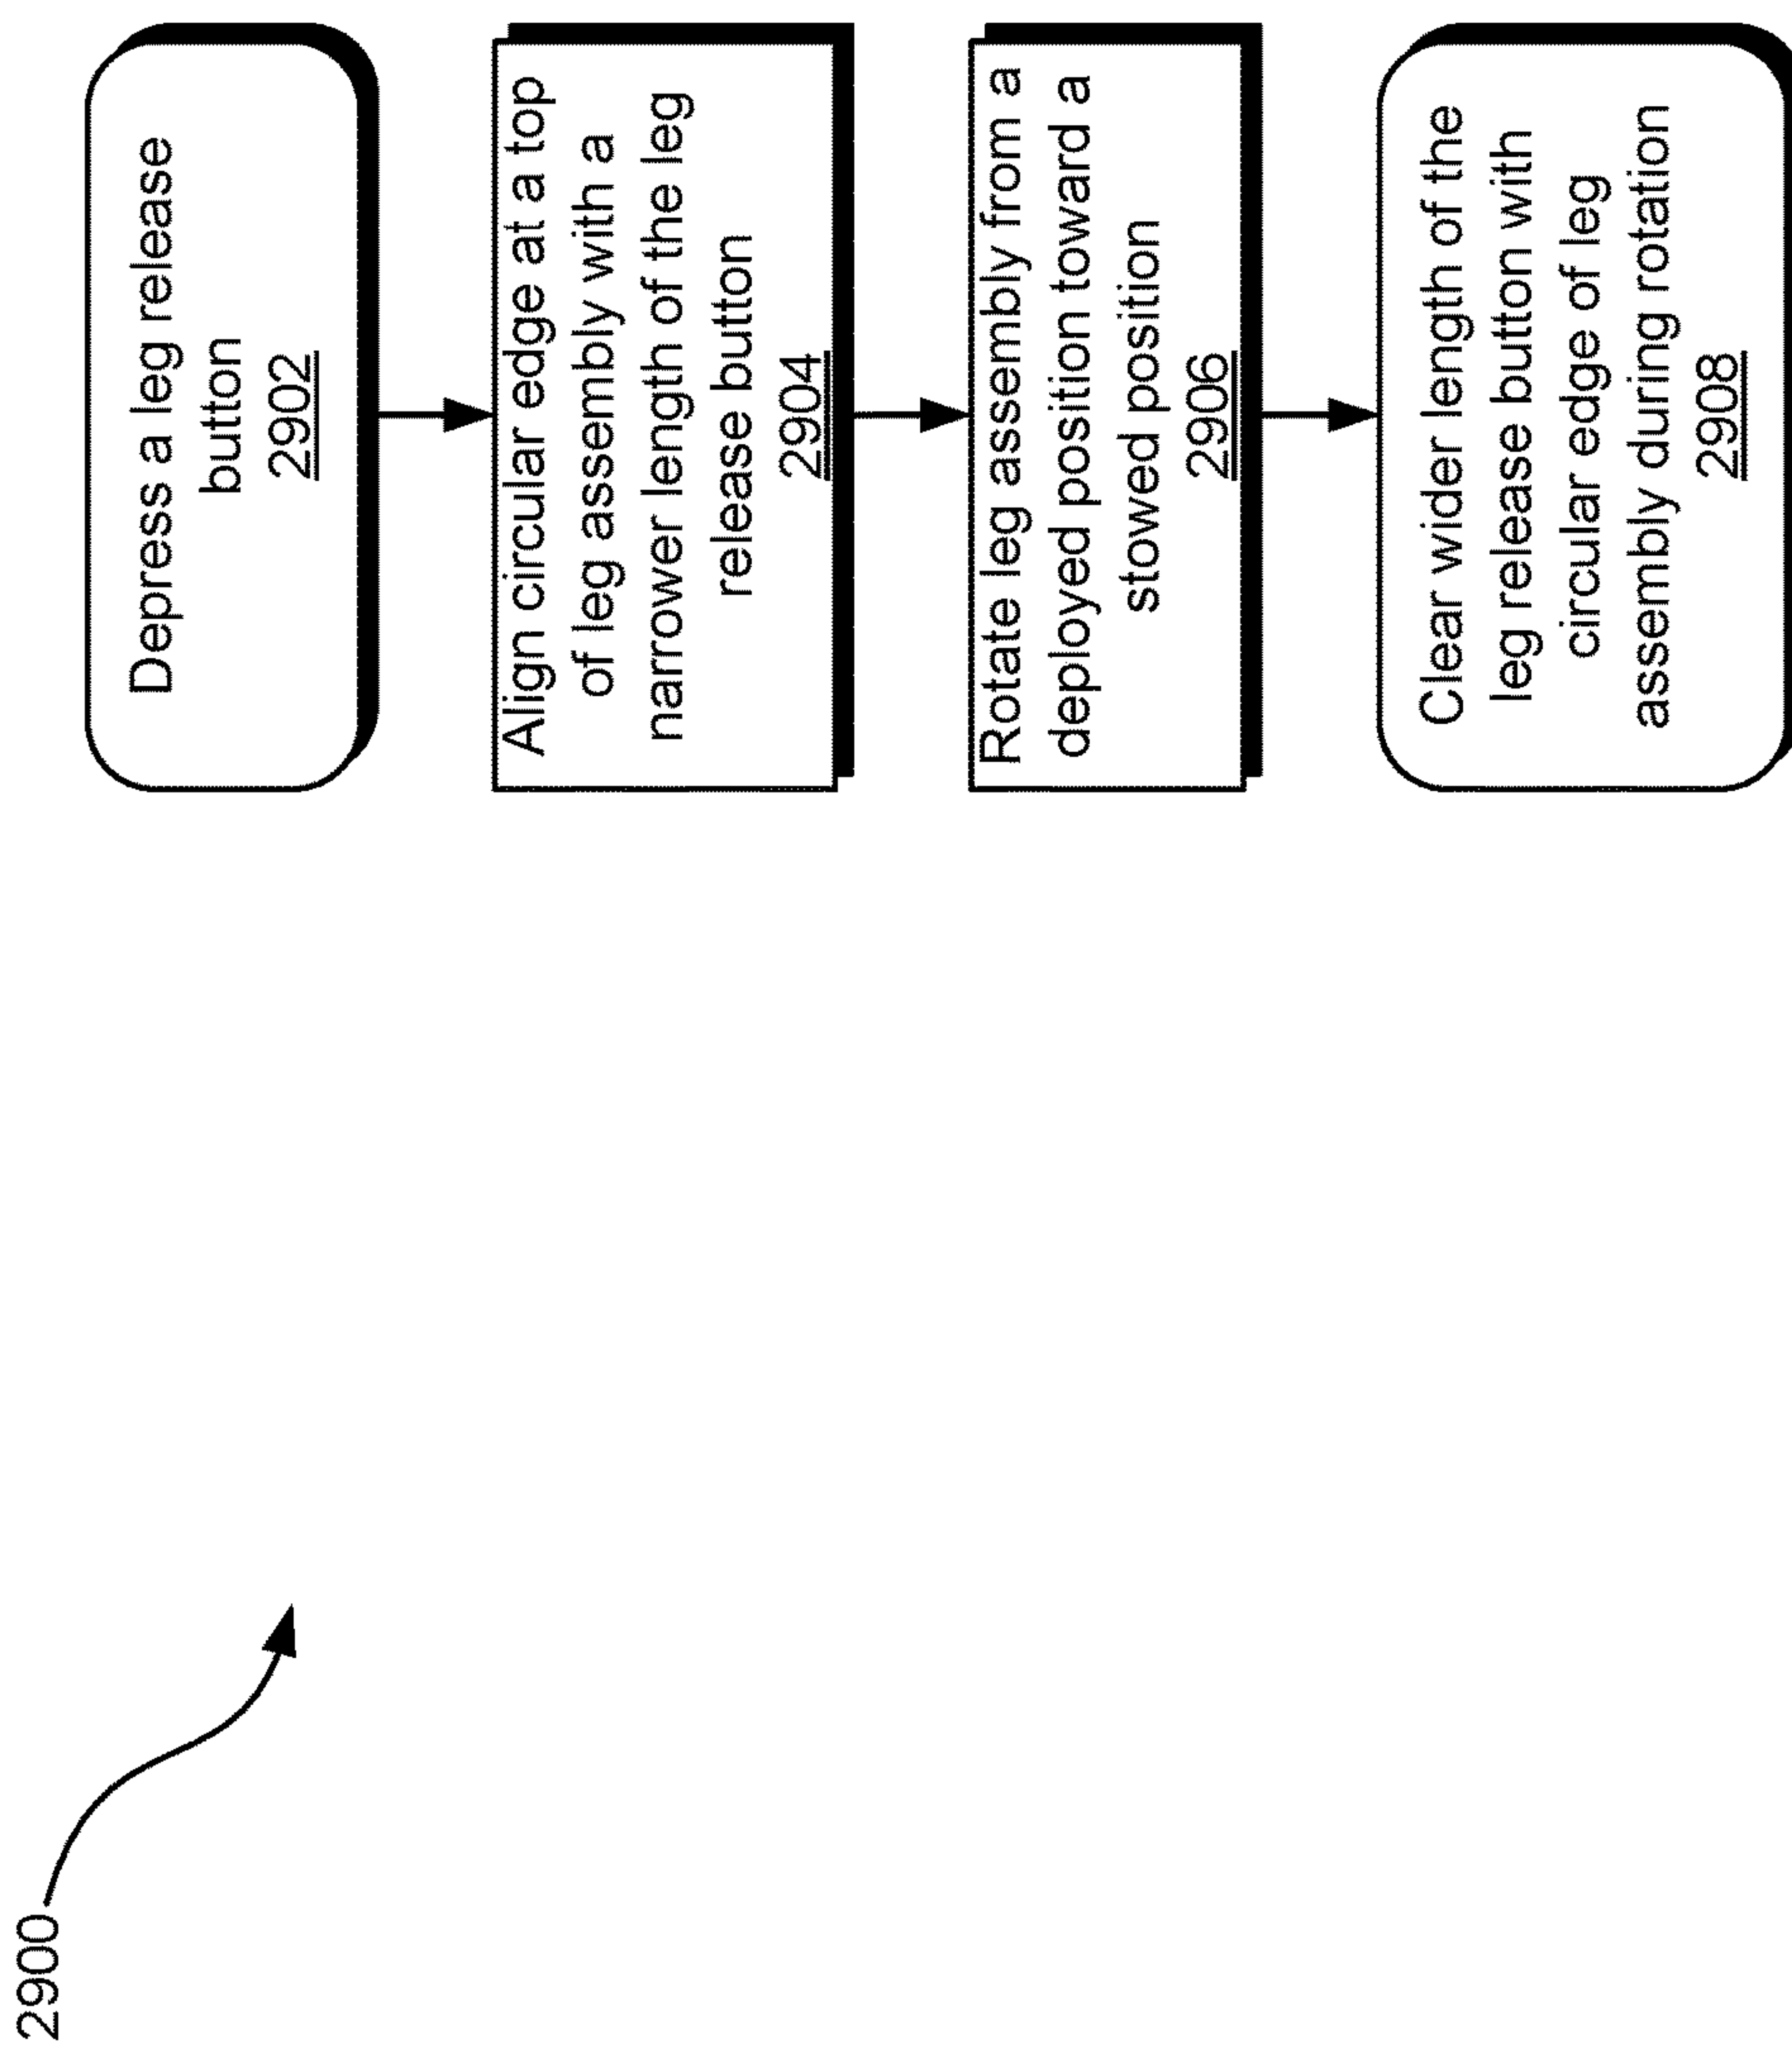 2900
Depress a leg release
button
2902
Align circular edge at a top
of leg assembly with a
narrower length of the leg
release button
2904
Rotate leg assembly from a
deployed position toward a
stowed position
2906
Clear wider length of the
leg release button with
circular edge of leg
assembly during rotation
2908